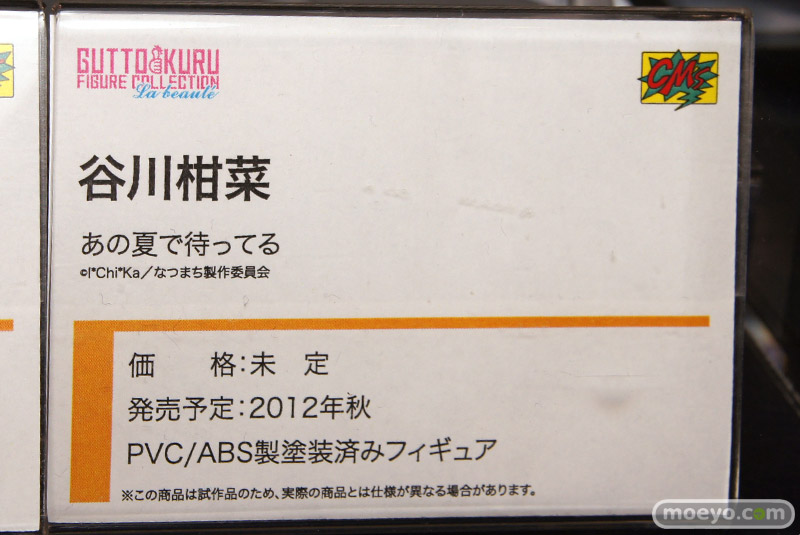 GUTTO KURU
FIGURE COLLECTION
La beauté
CMs
谷川柑菜
あの夏で待ってる
©I*Chi*Ka／なつまち製作委員会
価　　格：未　定
発売予定：2012年秋
PVC/ABS製塗装済みフィギュア
※この商品は試作品のため、実際の商品とは仕様が異なる場合があります。
moeyo.com